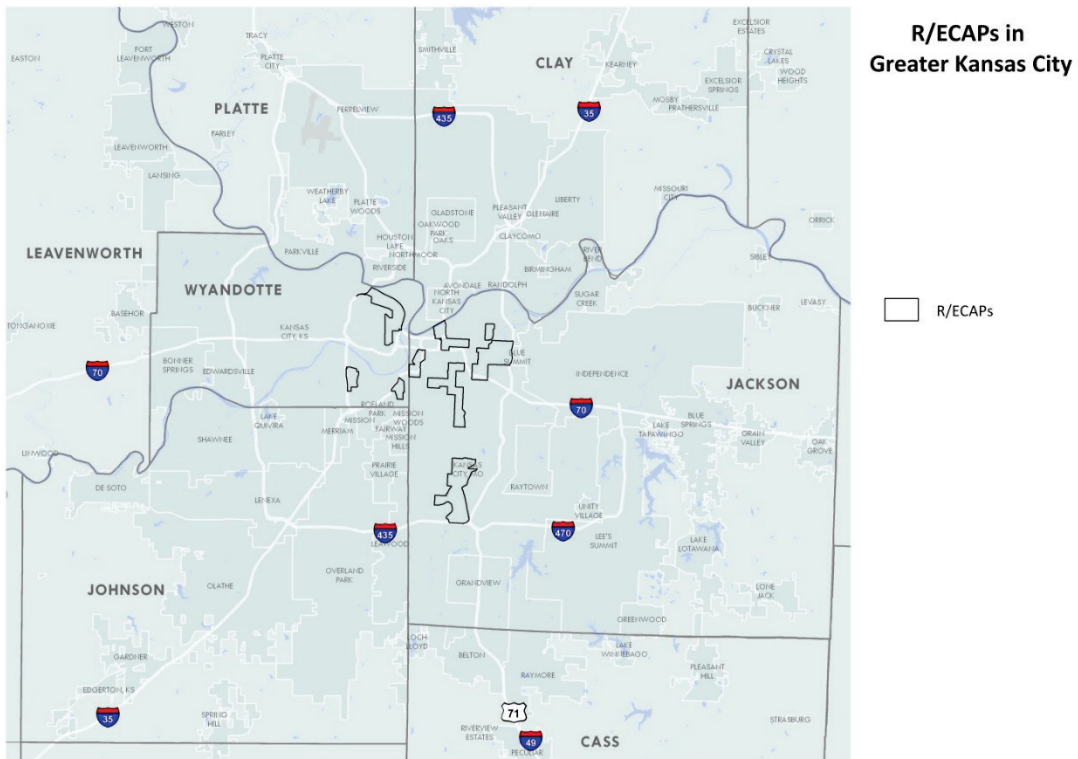 R/ECAPs in
Greater Kansas City
R/ECAPs
WESTON
TRACY
PLATTE
CITY
SMITHVILLE
EXCELSIOR
ESTATES
EASTON
FORT
LEAVENWORTH
CLAY
KEARNEY
CRYSTAL
LAKES
WOOD
HEIGHTS
EXCELSIOR
SPRINGS
MOSBY
PRATHERSVILLE
PLATTE
FERRELVIEW
435
35
FARLEY
LEAVENWORTH
LANSING
WEATHERBY
LAKE
PLATTE
WOODS
GLADSTONE
OAKWOOD
PARK
OAKS
PLEASANT
VALLEY
GLENAIRE
LIBERTY
MISSOURI
CITY
ORRICK
CLAYCOMO
HOUSTON
LAKE
NORTHMOOR
PARKVILLE
RIVERSIDE
BIRMINGHAM
RIVER
BEND
SIBLEY
LEAVENWORTH
WYANDOTTE
AVONDALE
RANDOLPH
NORTH
KANSAS
CITY
SUGAR
CREEK
BUCKNER
LEVASY
BASEHOR
TONGANOXIE
KANSAS
CITY, KS
BONNER
SPRINGS
EDWARDSVILLE
BLUE
SUMMIT
INDEPENDENCE
70
JACKSON
ROELAND
PARK
MISSION
MISSION
WOODS
FAIRWAY
MISSION
HILLS
MERRIAM
LAKE
QUIVIRA
SHAWNEE
70
LAKE
TAPAWINGO
BLUE
SPRINGS
GRAIN
VALLEY
OAK
GROVE
LINWOOD
DE SOTO
PRAIRIE
VILLAGE
KANSAS
CITY, MO
RAYTOWN
LENEXA
UNITY
VILLAGE
435
LEAWOOD
470
LEE'S
SUMMIT
LAKE
LOTAWANA
JOHNSON
OLATHE
OVERLAND
PARK
GRANDVIEW
LONE
JACK
GREENWOOD
LOCH
LLOYD
BELTON
LAKE
WINNEBAGO
GARDNER
RAYMORE
PLEASANT
HILL
EDGERTON, KS
35
SPRING
HILL
71
RIVERVIEW
ESTATES
49
PECULIAR
CASS
STRASBURG